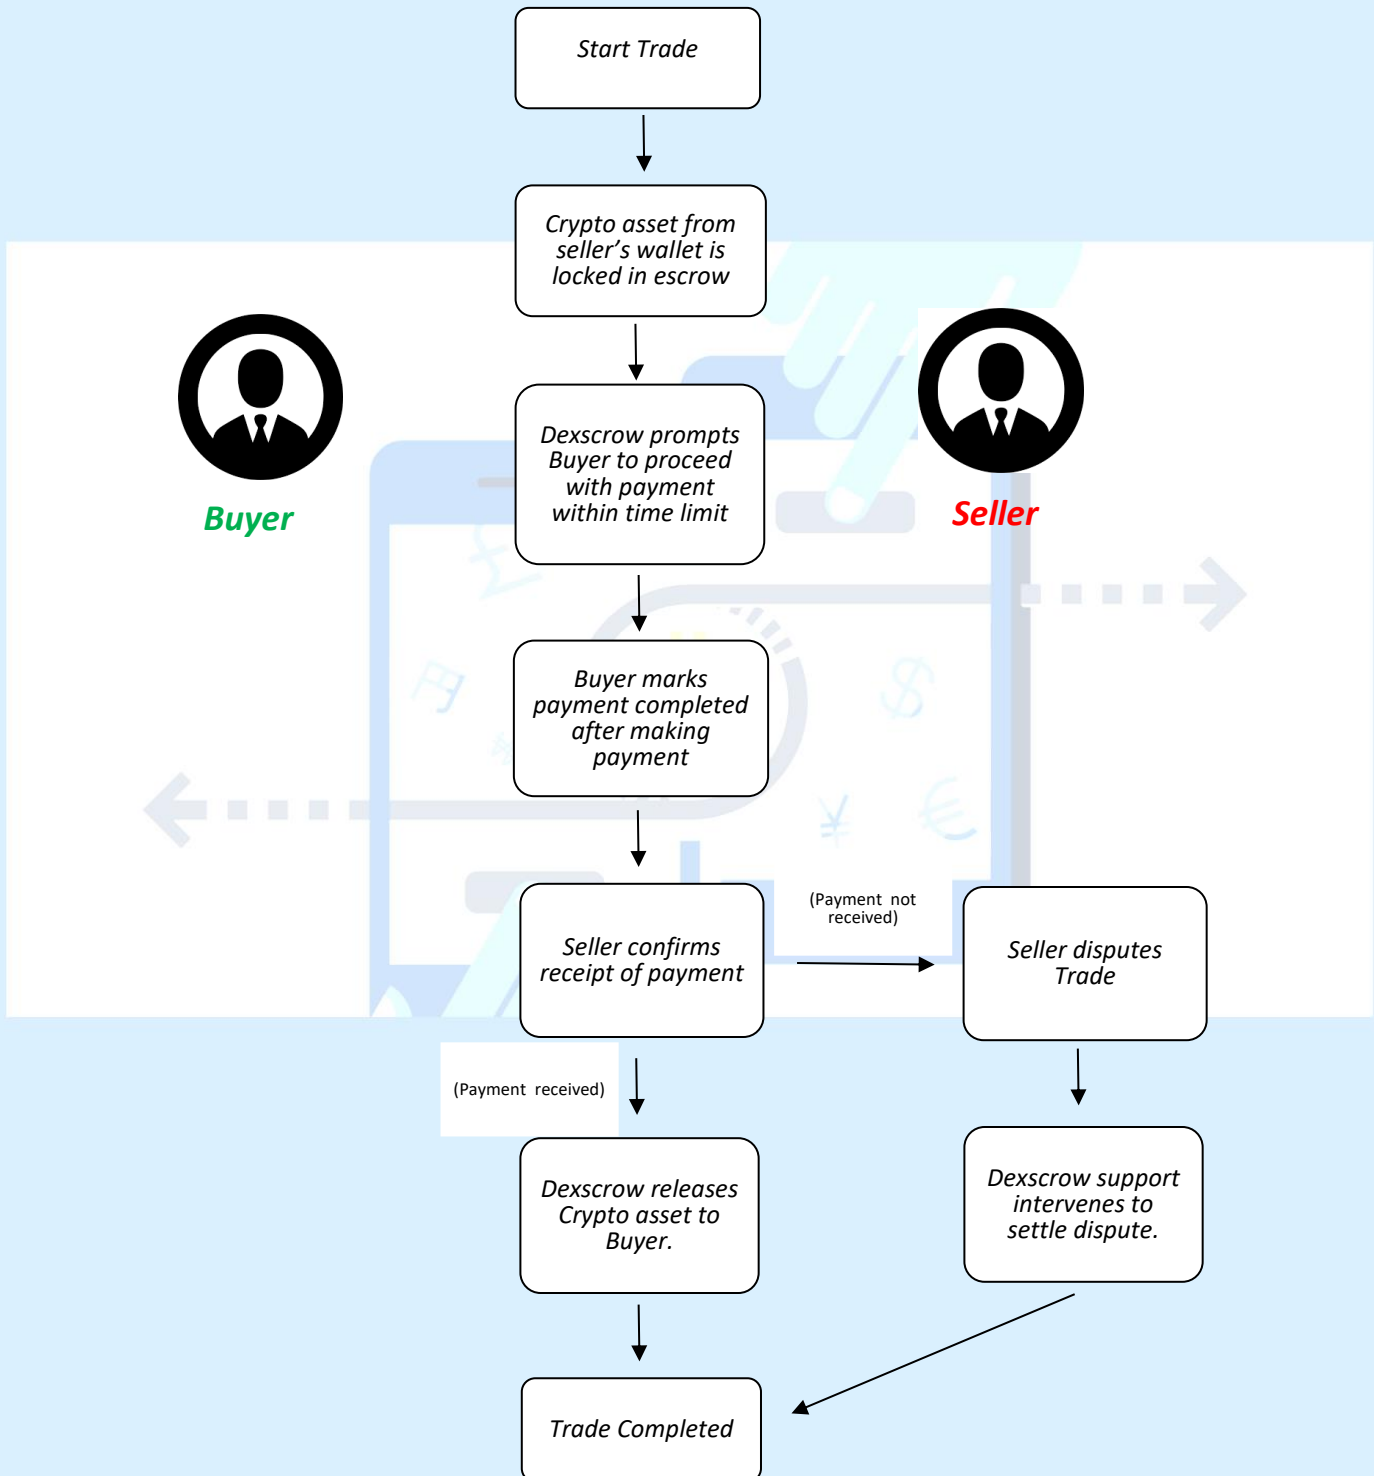 Start Trade
Crypto asset from
seller’s wallet is
locked in escrow
Dexscrow prompts
Buyer to proceed
with payment
within time limit
Buyer
Seller
Buyer marks
payment completed
after making
payment
Seller confirms
receipt of payment
(Payment not
received)
Seller disputes
Trade
(Payment received)
Dexscrow releases
Crypto asset to
Buyer.
Dexscrow support
intervenes to
settle dispute.
Trade Completed